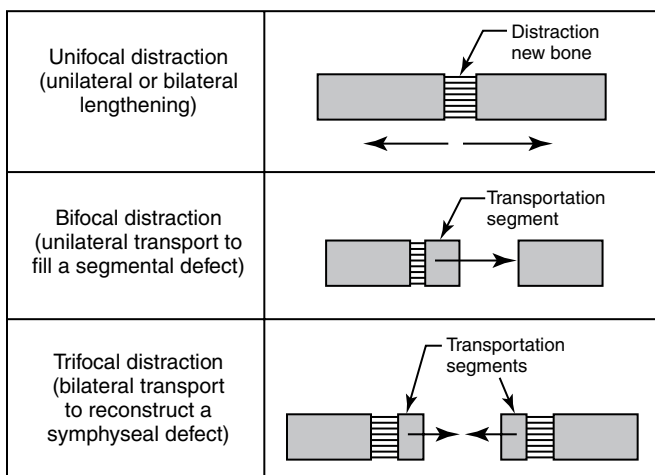 Unifocal distraction
(unilateral or bilateral
lengthening)
Distraction
new bone
Bifocal distraction
(unilateral transport to
fill a segmental defect)
Transportation
segment
Trifocal distraction
(bilateral transport
to reconstruct a
symphyseal defect)
Transportation
segments